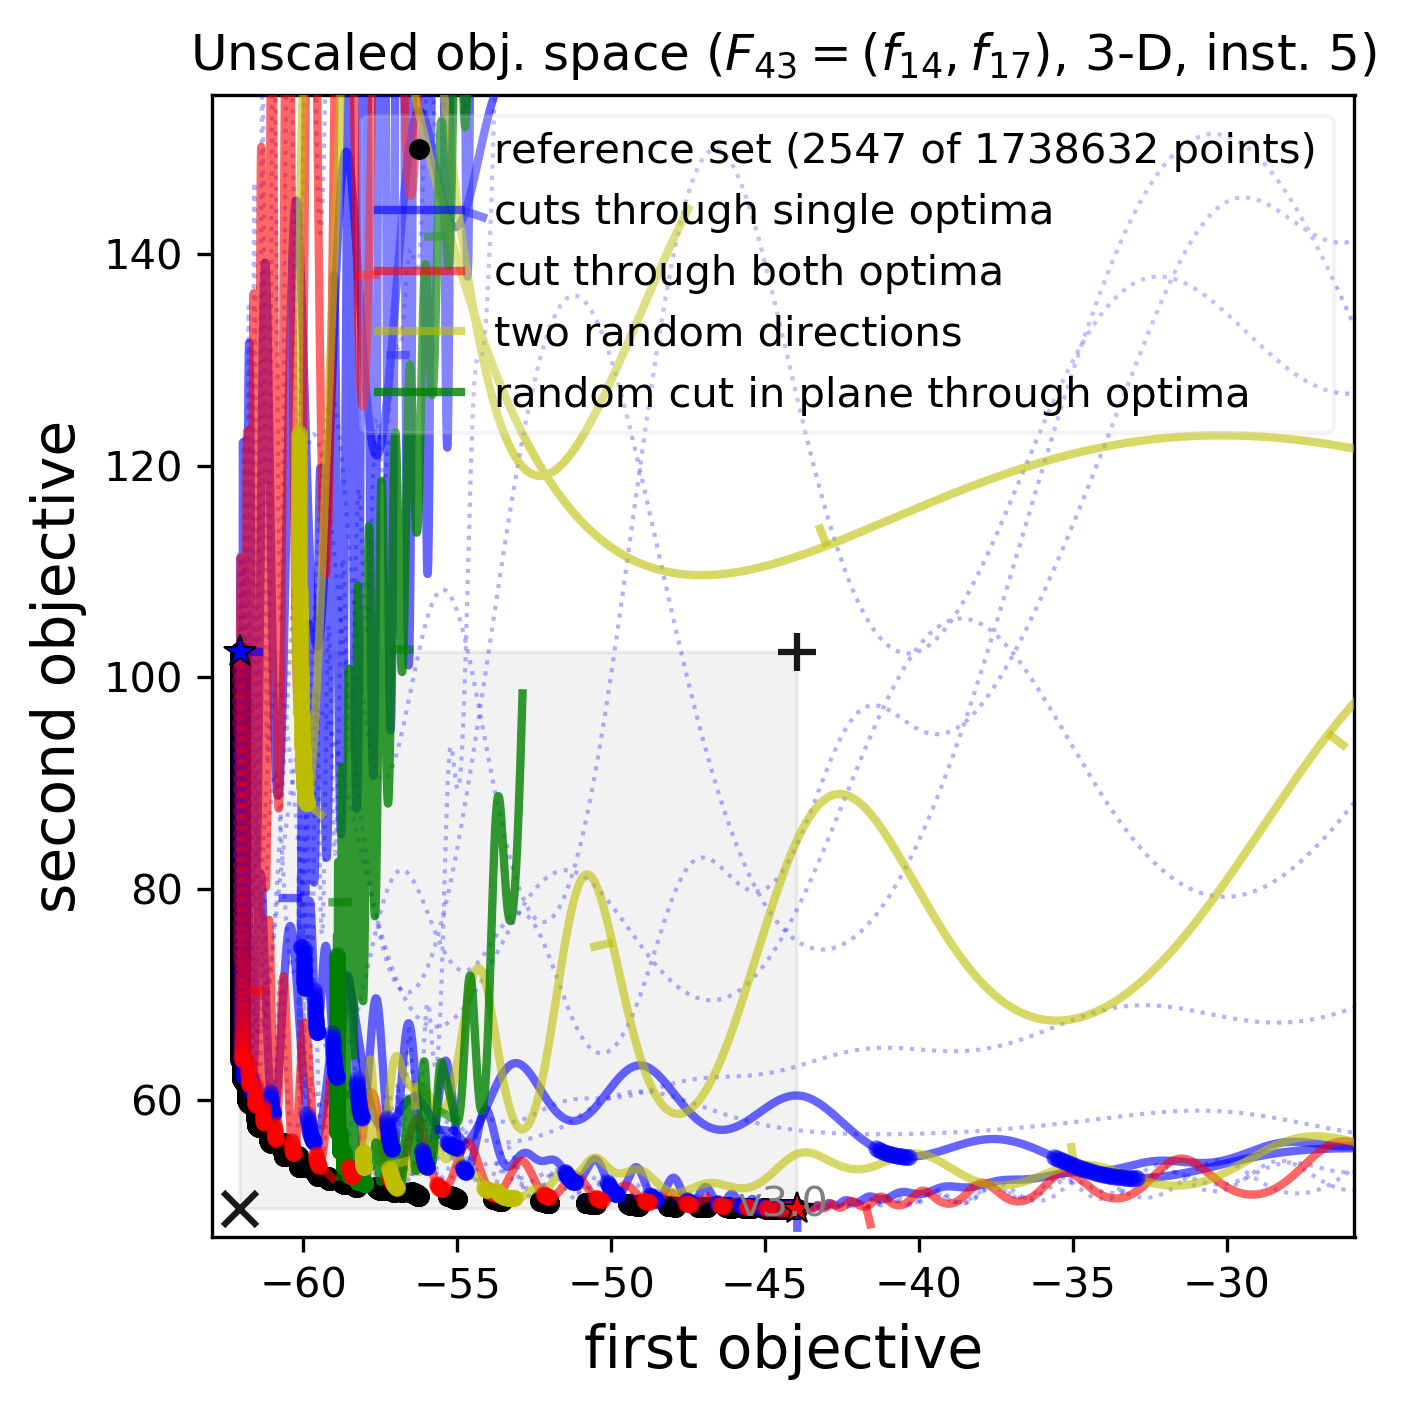 Unscaled obj. space (F43 = (f14, f17), 3-D, inst. 5)
reference set (2547 of 1738632 points)
cuts through single optima
cut through both optima
two random directions
random cut in plane through optima
second objective
140
120
100
80
60
v3.0
−60
−55
−50
−45
−40
−35
−30
first objective